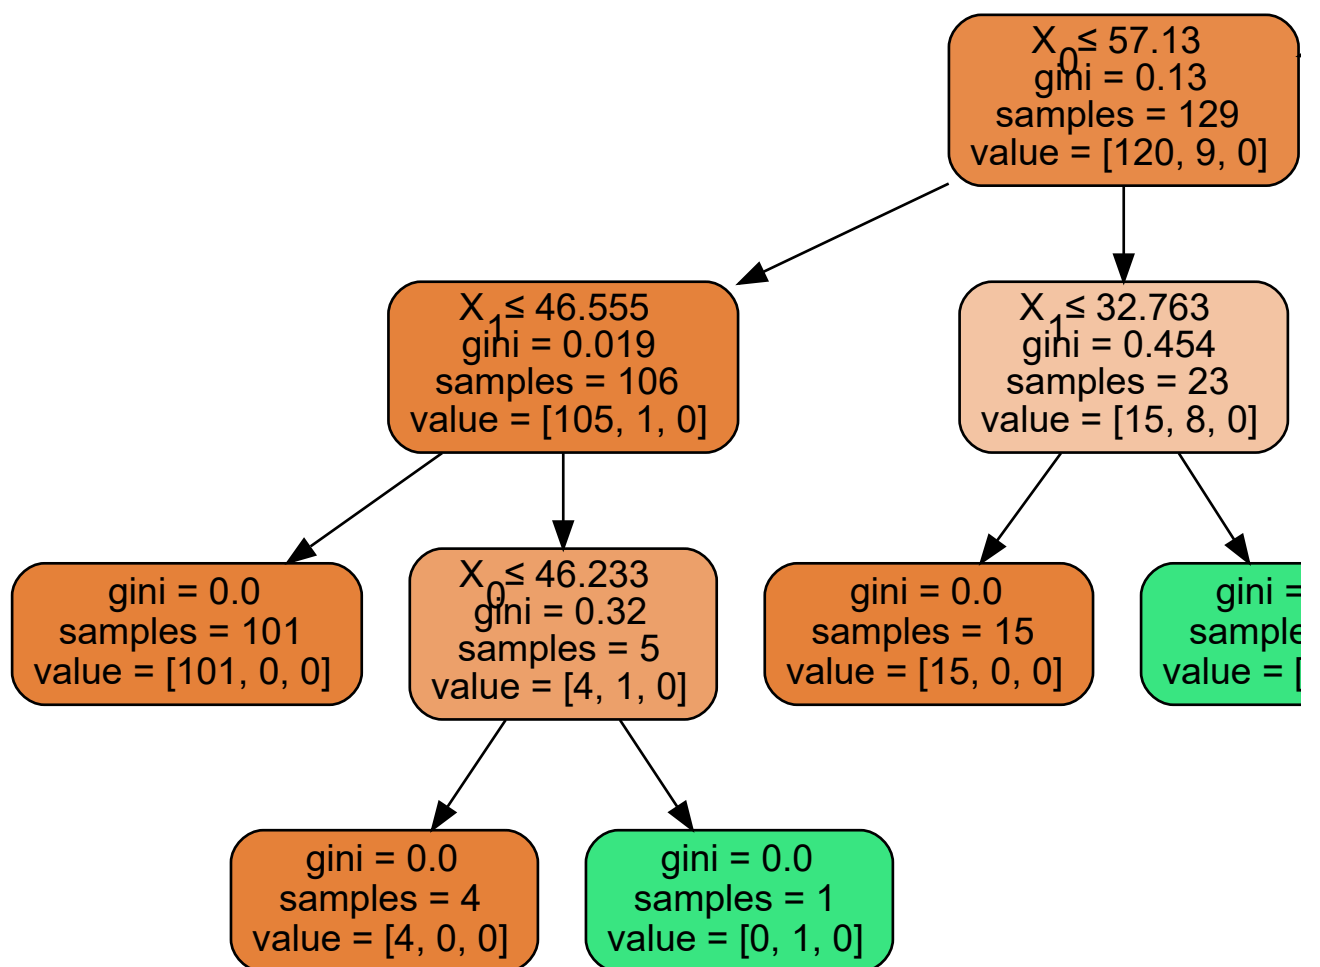 X₀ ≤ 57.13
gini = 0.13
samples = 129
value = [120, 9, 0]
X₁ ≤ 46.555
gini = 0.019
samples = 106
value = [105, 1, 0]
X₁ ≤ 32.763
gini = 0.454
samples = 23
value = [15, 8, 0]
gini = 0.0
samples = 101
value = [101, 0, 0]
X₀ ≤ 46.233
gini = 0.32
samples = 5
value = [4, 1, 0]
gini = 0.0
samples = 15
value = [15, 0, 0]
gini =
sample
value = [
gini = 0.0
samples = 4
value = [4, 0, 0]
gini = 0.0
samples = 1
value = [0, 1, 0]